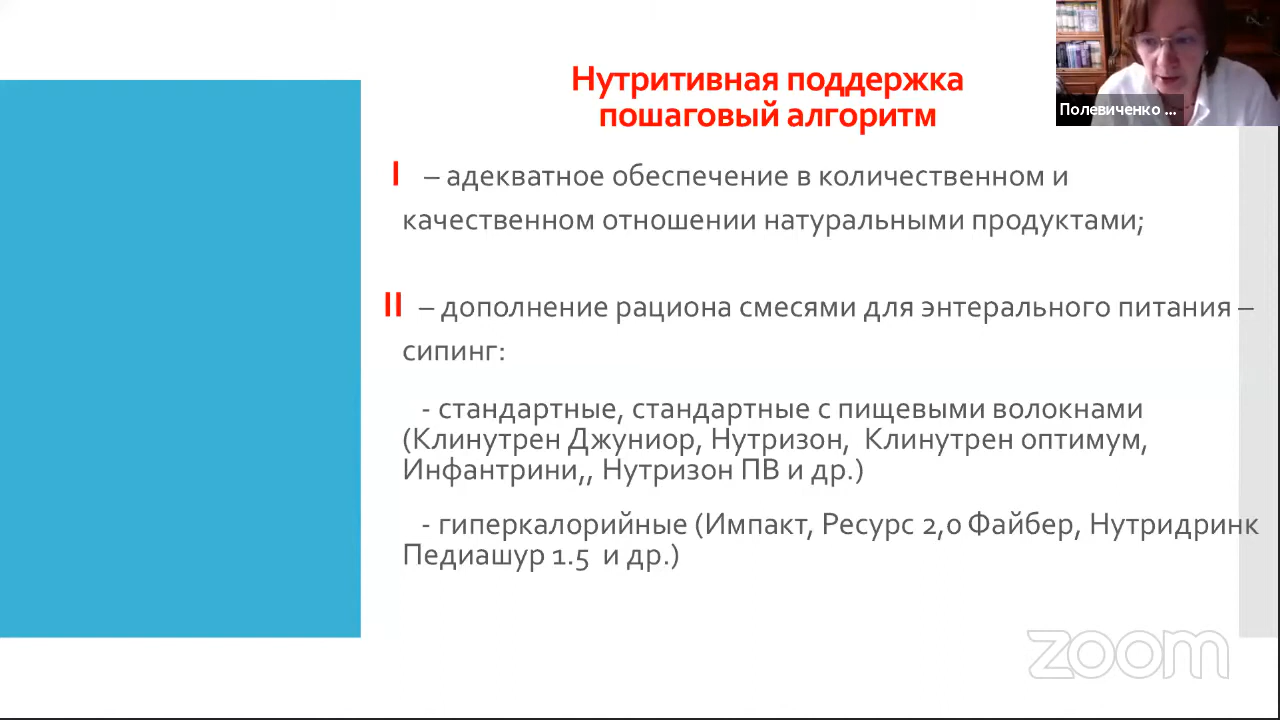 Нутритивная поддержка
пошаговый алгоритм
Полевиченко ...
I – адекватное обеспечение в количественном и
качественном отношении натуральными продуктами;
II – дополнение рациона смесями для энтерального питания –
сипинг:
- стандартные, стандартные с пищевыми волокнами
(Клинутрен Джуниор, Нутризон, Клинутрен оптимум,
Инфантрини,, Нутризон ПВ и др.)
- гиперкалорийные (Импакт, Ресурс 2,0 Файбер, Нутридринк
Педиашур 1.5 и др.)
zoom